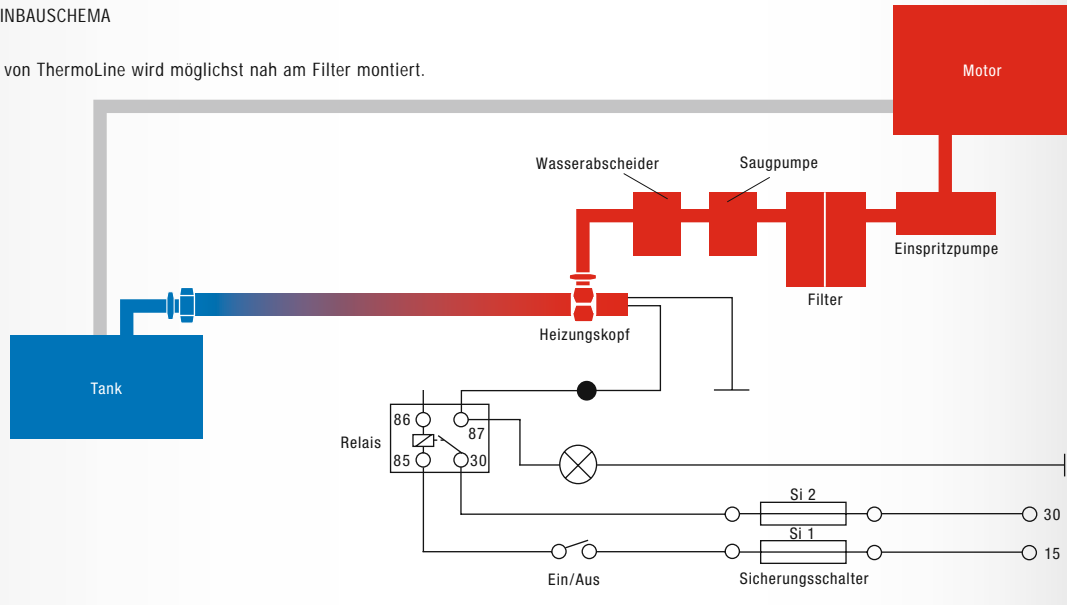 INBAUSCHEMA
von ThermoLine wird möglichst nah am Filter montiert.
Motor
Wasserabscheider
Saugpumpe
Einspritzpumpe
Filter
Heizungskopf
Tank
86
87
Relais
85
30
Si 2
30
Si 1
15
Ein/Aus
Sicherungsschalter